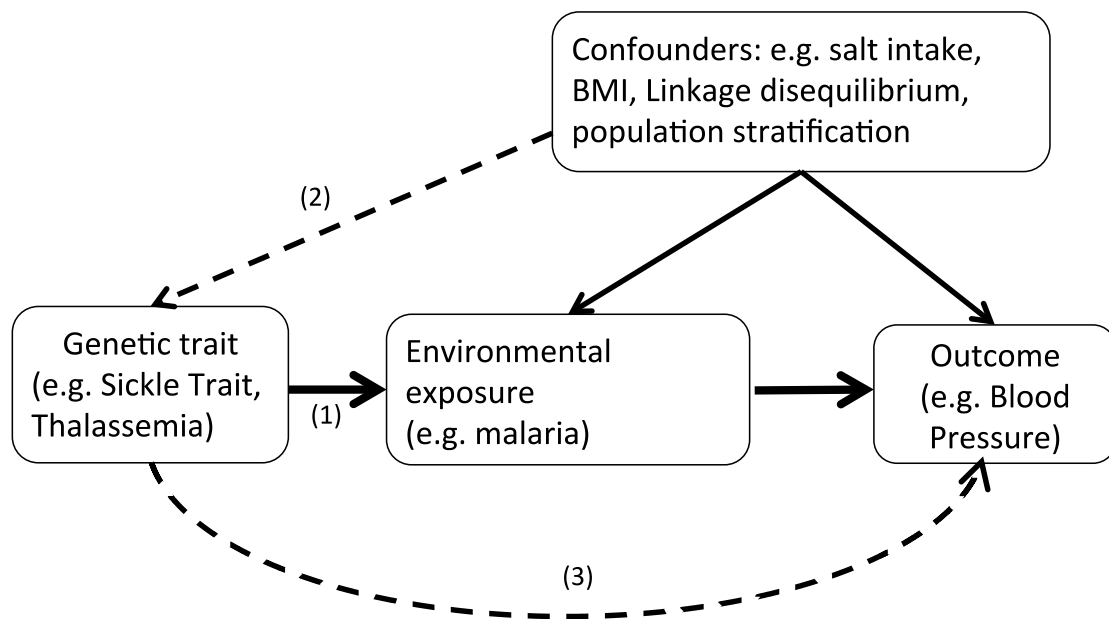 Confounders: e.g. salt intake,
BMI, Linkage disequilibrium,
population stratification
(2)
Genetic trait
(e.g. Sickle Trait,
Thalassemia)
(1)
Environmental
exposure
(e.g. malaria)
Outcome
(e.g. Blood
Pressure)
(3)